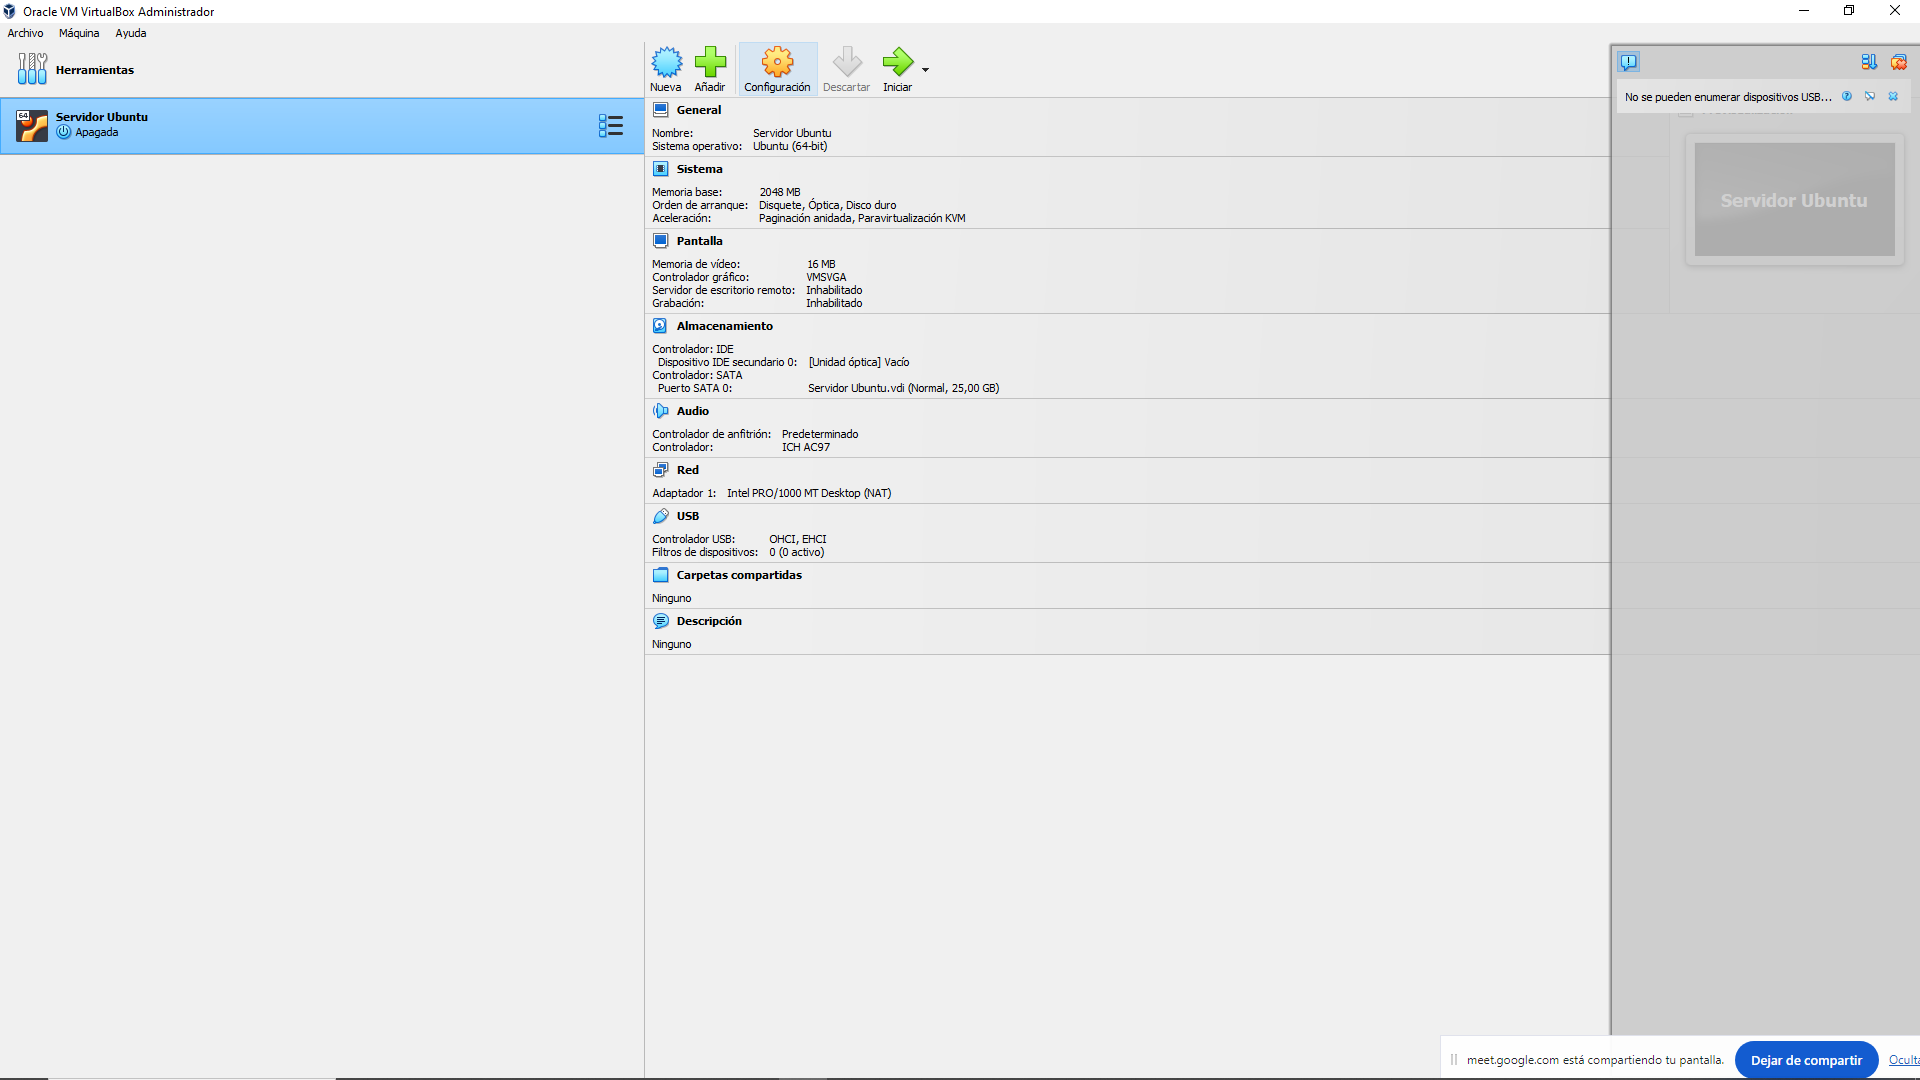 Oracle VM VirtualBox Administrador
Archivo Máquina Ayuda
Herramientas
64
Servidor Ubuntu
Apagada
Nueva Añadir Configuración Descartar Iniciar
General
Nombre: Servidor Ubuntu
Sistema operativo: Ubuntu (64-bit)
Sistema
Memoria base: 2048 MB
Orden de arranque: Disquete, Óptica, Disco duro
Aceleración: Paginación anidada, Paravirtualización KVM
Pantalla
Memoria de vídeo: 16 MB
Controlador gráfico: VMSVGA
Servidor de escritorio remoto: Inhabilitado
Grabación: Inhabilitado
Almacenamiento
Controlador: IDE
Dispositivo IDE secundario 0: [Unidad óptica] Vacío
Controlador: SATA
Puerto SATA 0: Servidor Ubuntu.vdi (Normal, 25,00 GB)
Audio
Controlador de anfitrión: Predeterminado
Controlador: ICH AC97
Red
Adaptador 1: Intel PRO/1000 MT Desktop (NAT)
USB
Controlador USB: OHCI, EHCI
Filtros de dispositivos: 0 (0 activo)
Carpetas compartidas
Ninguno
Descripción
Ninguno
No se pueden enumerar dispositivos USB...
Servidor Ubuntu
meet.google.com está compartiendo tu pantalla. Dejar de compartir Oculta